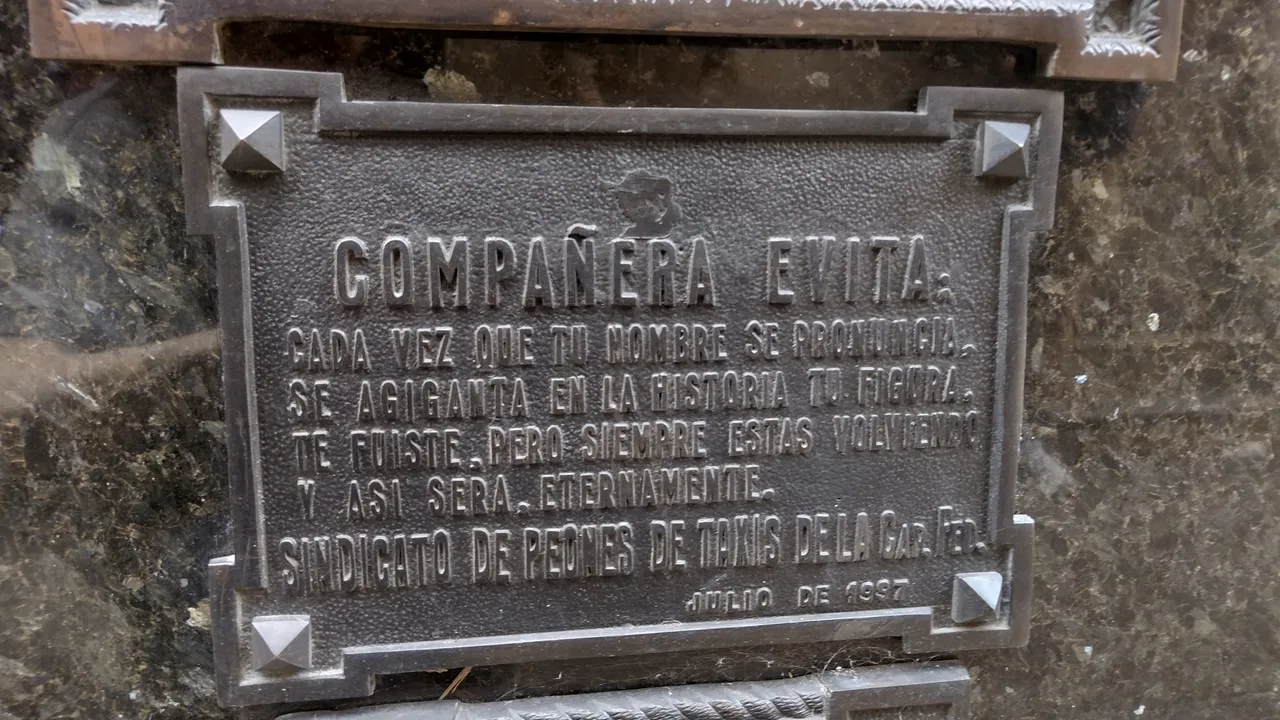 COMPAÑERA EVITA:
CADA VEZ QUE TU NOMBRE SE PRONUNCIA,
SE AGIGANTA EN LA HISTORIA TU FIGURA.
TE FUISTE, PERO SIEMPRE ESTAS VOLVIENDO
Y ASI SERA, ETERNAMENTE.
SINDICATO DE PEONES DE TAXIS DE LA CAP. FED.
JULIO DE 1997